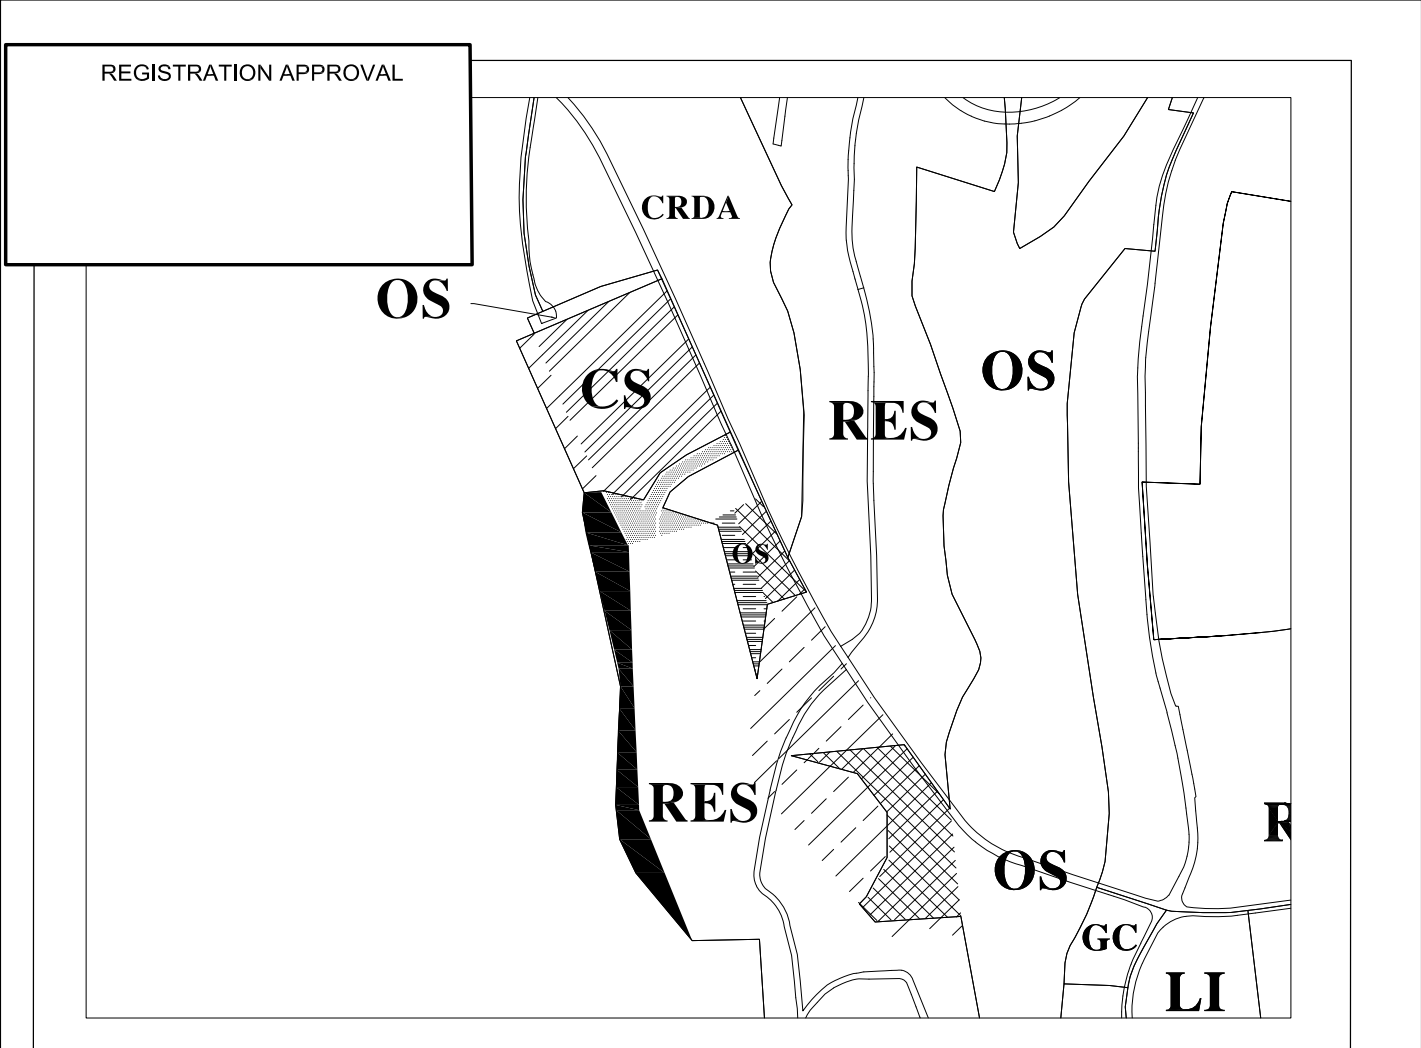 REGISTRATION APPROVAL
CRDA
OS
CS
OS
RES
OS
RES
OS
R
GC
LI